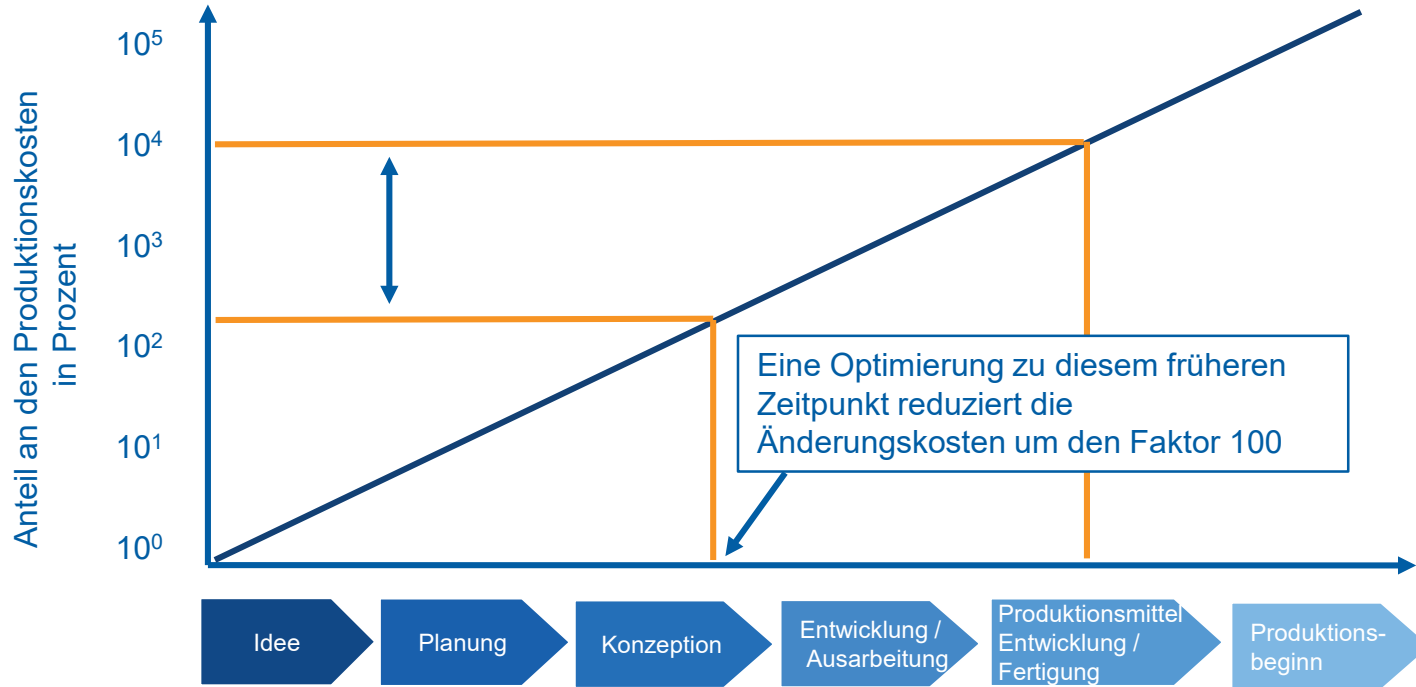 Anteil an den Produktionskosten
in Prozent
10⁵
10⁴
10³
10²
10¹
10⁰
Eine Optimierung zu diesem früheren
Zeitpunkt reduziert die
Änderungskosten um den Faktor 100
Idee
Planung
Konzeption
Entwicklung /
Ausarbeitung
Produktionsmittel
Entwicklung /
Fertigung
Produktions-
beginn